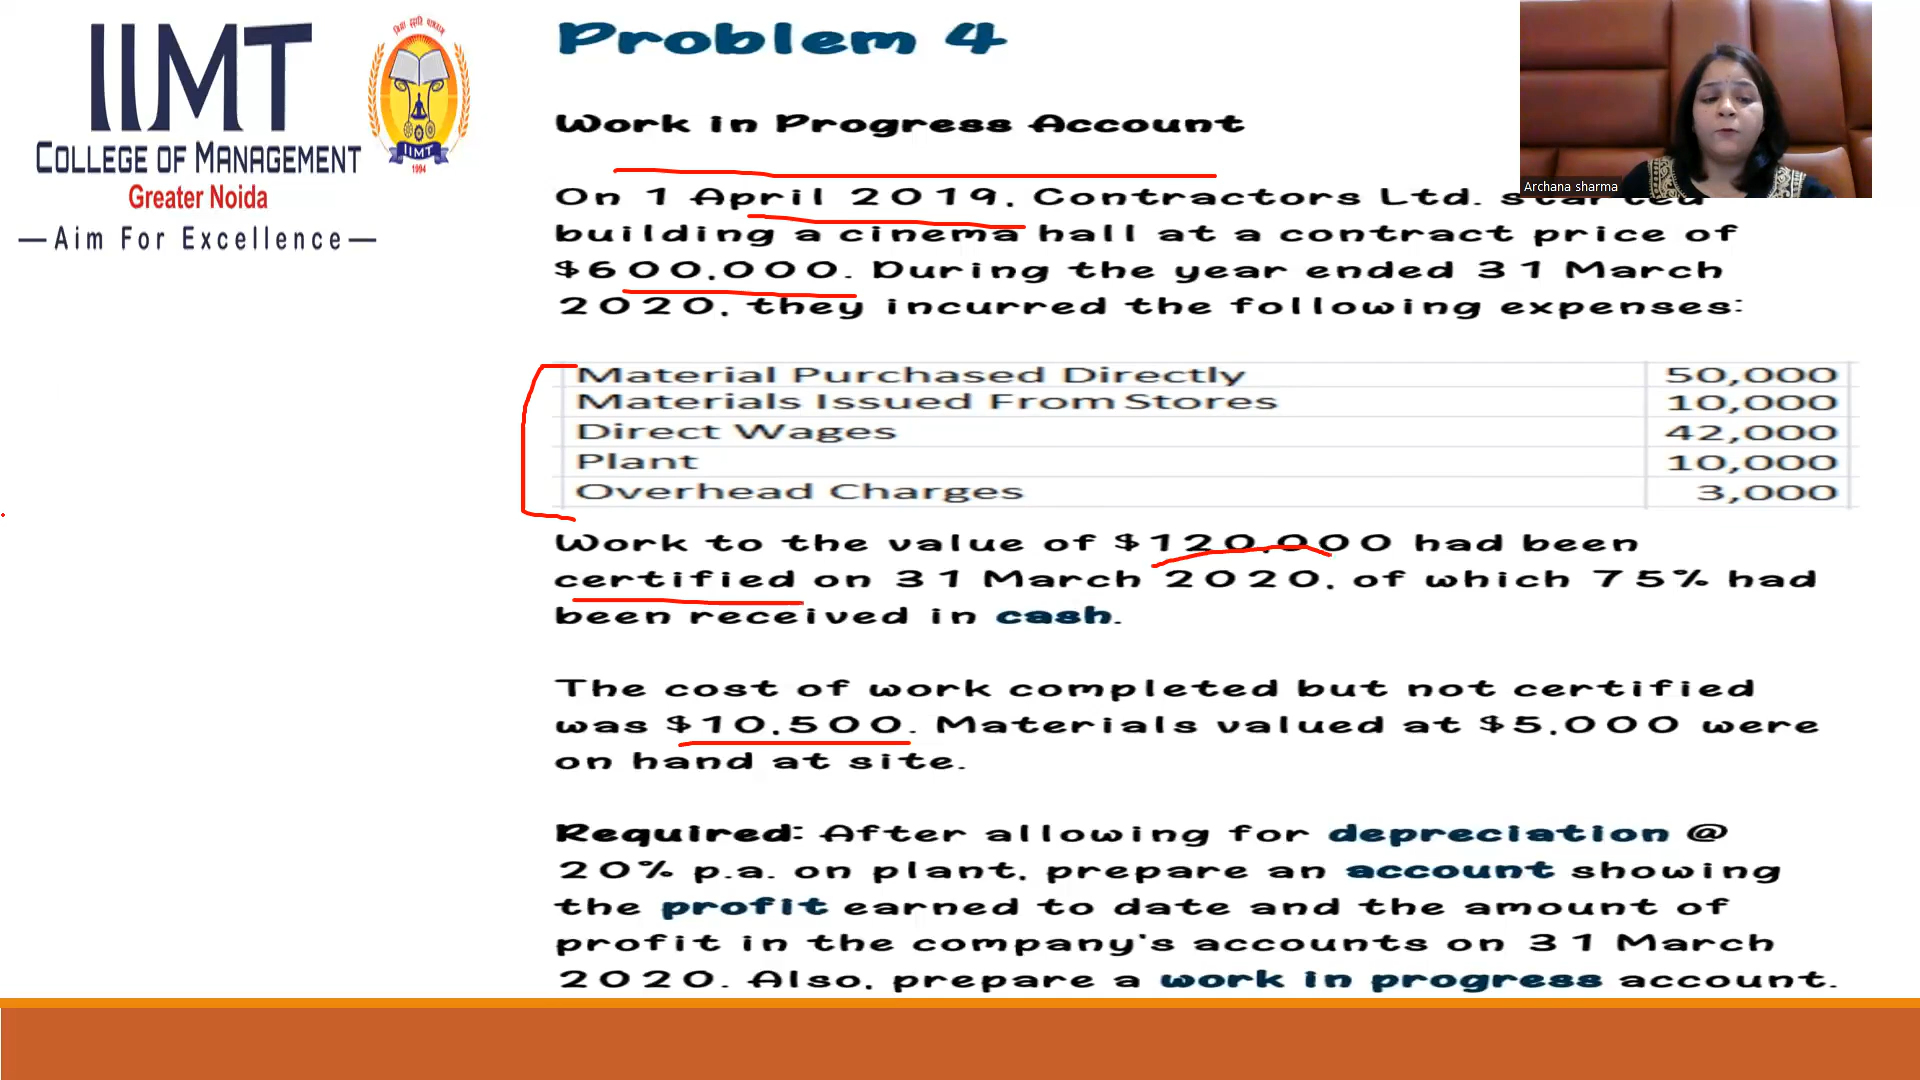 IIMT
COLLEGE OF MANAGEMENT
Greater Noida
—Aim For Excellence—
IIMT
1994
Problem 4
Work in Progress Account
On 1 April 2019, Contractors Ltd. started
building a cinema hall at a contract price of
$600,000. During the year ended 31 March
2020, they incurred the following expenses:
Material Purchased Directly 50,000
Materials Issued From Stores 10,000
Direct Wages 42,000
Plant 10,000
Overhead Charges 3,000
Work to the value of $120,000 had been
certified on 31 March 2020, of which 75% had
been received in cash.
The cost of work completed but not certified
was $10,500. Materials valued at $5,000 were
on hand at site.
Required: After allowing for depreciation @
20% p.a. on plant, prepare an account showing
the profit earned to date and the amount of
profit in the company's accounts on 31 March
2020. Also, prepare a work in progress account.
Archana sharma